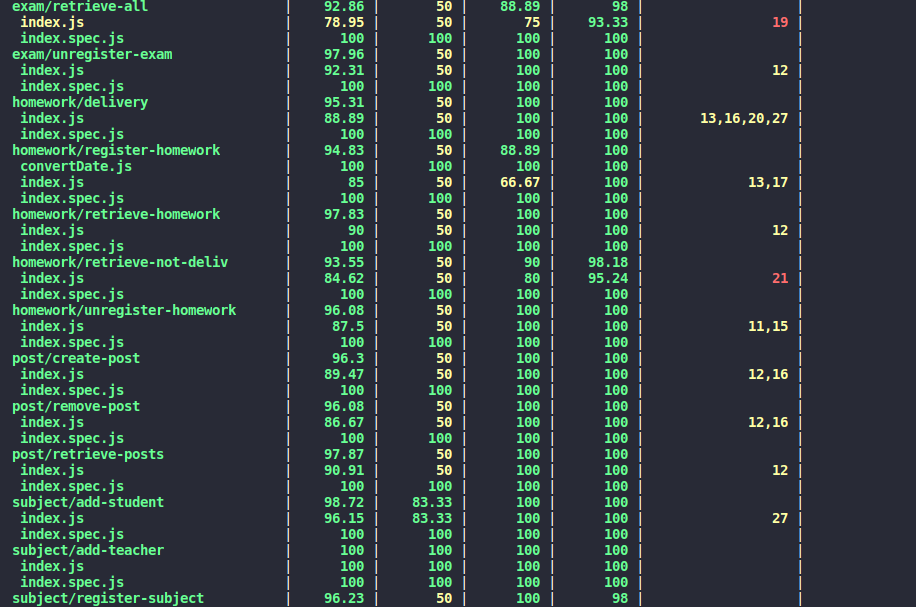 exam/retrieve-all | 92.86 | 50 | 88.89 | 98 | |
index.js | 78.95 | 50 | 75 | 93.33 | 19 |
index.spec.js | 100 | 100 | 100 | 100 | |
exam/unregister-exam | 97.96 | 50 | 100 | 100 | |
index.js | 92.31 | 50 | 100 | 100 | 12 |
index.spec.js | 100 | 100 | 100 | 100 | |
homework/delivery | 95.31 | 50 | 100 | 100 | |
index.js | 88.89 | 50 | 100 | 100 | 13,16,20,27 |
index.spec.js | 100 | 100 | 100 | 100 | |
homework/register-homework | 94.83 | 50 | 88.89 | 100 | |
convertDate.js | 100 | 100 | 100 | 100 | |
index.js | 85 | 50 | 66.67 | 100 | 13,17 |
index.spec.js | 100 | 100 | 100 | 100 | |
homework/retrieve-homework | 97.83 | 50 | 100 | 100 | |
index.js | 90 | 50 | 100 | 100 | 12 |
index.spec.js | 100 | 100 | 100 | 100 | |
homework/retrieve-not-deliv | 93.55 | 50 | 90 | 98.18 | |
index.js | 84.62 | 50 | 80 | 95.24 | 21 |
index.spec.js | 100 | 100 | 100 | 100 | |
homework/unregister-homework | 96.08 | 50 | 100 | 100 | |
index.js | 87.5 | 50 | 100 | 100 | 11,15 |
index.spec.js | 100 | 100 | 100 | 100 | |
post/create-post | 96.3 | 50 | 100 | 100 | |
index.js | 89.47 | 50 | 100 | 100 | 12,16 |
index.spec.js | 100 | 100 | 100 | 100 | |
post/remove-post | 96.08 | 50 | 100 | 100 | |
index.js | 86.67 | 50 | 100 | 100 | 12,16 |
index.spec.js | 100 | 100 | 100 | 100 | |
post/retrieve-posts | 97.87 | 50 | 100 | 100 | |
index.js | 90.91 | 50 | 100 | 100 | 12 |
index.spec.js | 100 | 100 | 100 | 100 | |
subject/add-student | 98.72 | 83.33 | 100 | 100 | |
index.js | 96.15 | 83.33 | 100 | 100 | 27 |
index.spec.js | 100 | 100 | 100 | 100 | |
subject/add-teacher | 100 | 100 | 100 | 100 | |
index.js | 100 | 100 | 100 | 100 | |
index.spec.js | 100 | 100 | 100 | 100 | |
subject/register-subject | 96.23 | 50 | 100 | 98 | |